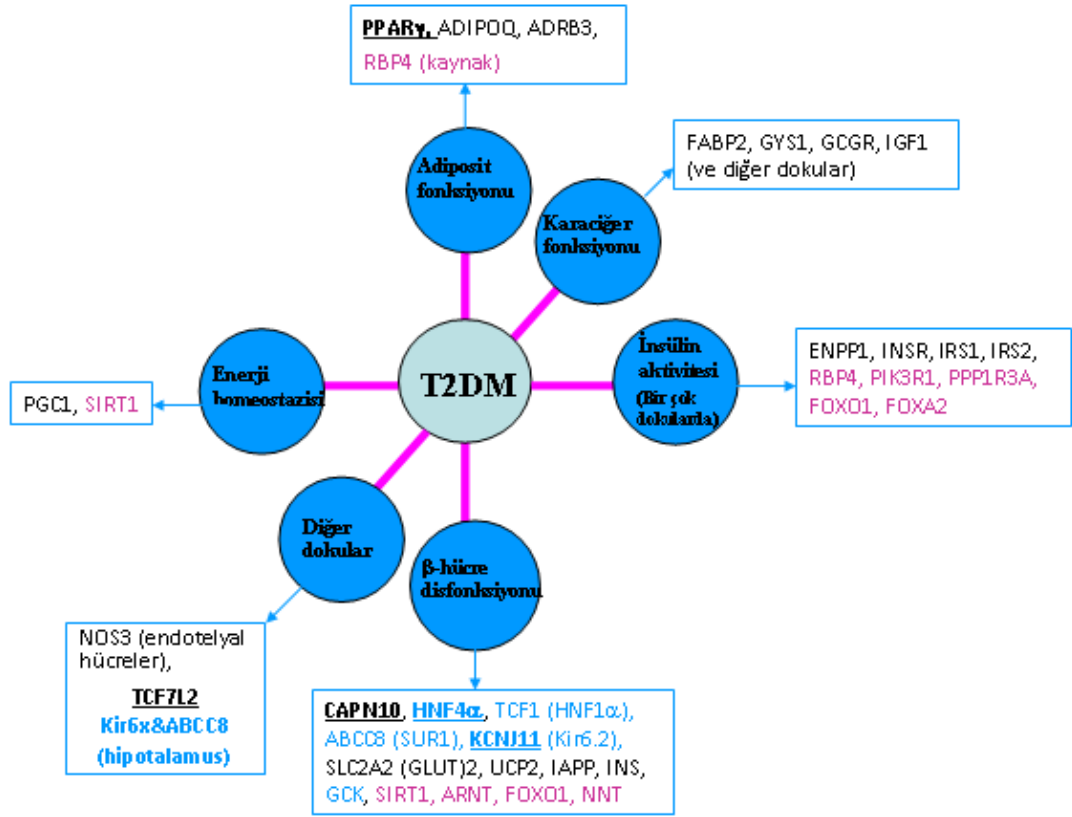 PPARγ, ADIPOQ, ADRB3,
RBP4 (kaynak)
Adiposit
fonksiyonu
FABP2, GYS1, GCGR, IGF1
(ve diğer dokular)
Karaciğer
fonksiyonu
İnsülin
aktivitesi
(Bir çok
dokularda)
ENPP1, INSR, IRS1, IRS2,
RBP4, PIK3R1, PPP1R3A,
FOXO1, FOXA2
T2DM
Enerji
homeostazisi
PGC1, SIRT1
Diğer
dokular
β-hücre
disfonksiyonu
NOS3 (endotelyal
hücreler),
TCF7L2
Kir6x&ABCC8
(hipotalamus)
CAPN10, HNF4α, TCF1 (HNF1α),
ABCC8 (SUR1), KCNJ11 (Kir6.2),
SLC2A2 (GLUT)2, UCP2, IAPP, INS,
GCK, SIRT1, ARNT, FOXO1, NNT